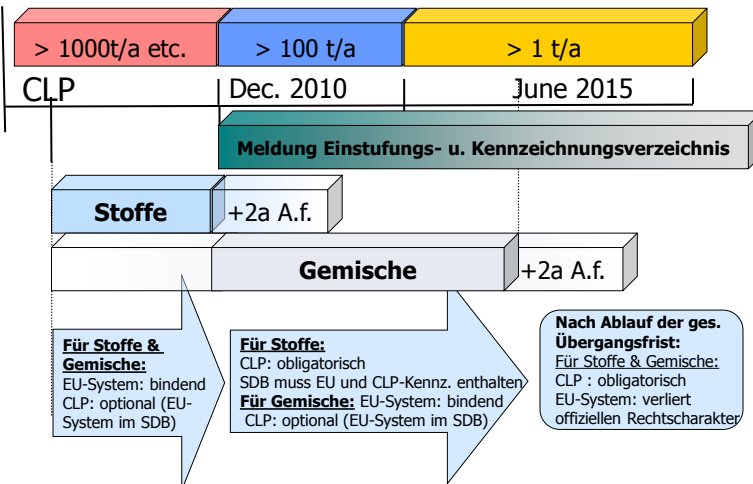 > 1000t/a etc.
> 100 t/a
> 1 t/a
CLP
Dec. 2010
June 2015
Meldung Einstufungs- u. Kennzeichnungsverzeichnis
Stoffe
+2a A.f.
Gemische
+2a A.f.
Für Stoffe &
Gemische:
EU-System: bindend
CLP: optional (EU-
System im SDB)
Für Stoffe:
CLP: obligatorisch
SDB muss EU und CLP-Kennz. enthalten
Für Gemische: EU-System: bindend
CLP: optional (EU-System im SDB)
Nach Ablauf der ges.
Übergangsfrist:
Für Stoffe & Gemische:
CLP : obligatorisch
EU-System: verliert
offiziellen Rechtscharakter